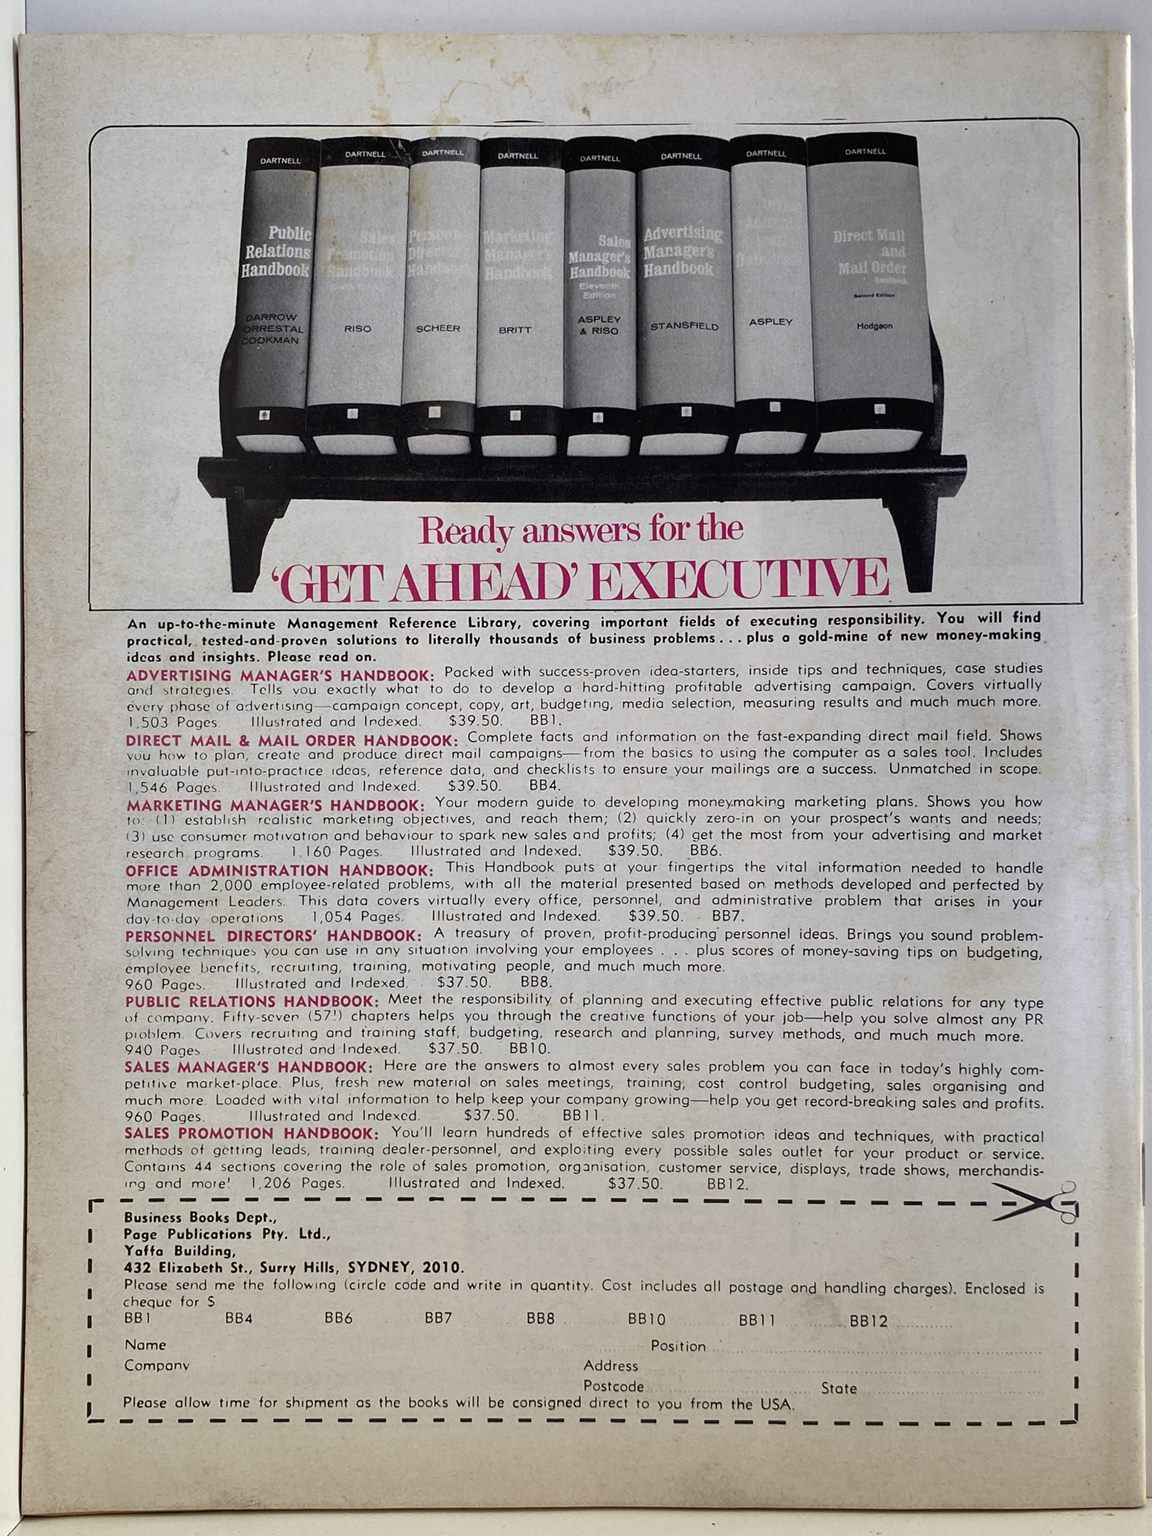 DARTNELL
Public
Relations
Handbook
DARROW
ORRESTAL
COOKMAN
DARTNELL
Sales
Promotion
Handbook
RISO
DARTNELL
Personnel
Director's
Handbook
SCHEER
DARTNELL
Marketing
Manager's
Handbook
BRITT
DARTNELL
Sales
Manager's
Handbook
Eleventh
Edition
ASPLEY
& RISO
DARTNELL
Advertising
Manager's
Handbook
STANSFIELD
DARTNELL
ASPLEY
DARTNELL
Direct Mail
and
Mail Order
handbook
Second Edition
Hodgson
Ready answers for the
'GET AHEAD' EXECUTIVE
An up-to-the-minute Management Reference Library, covering important fields of executing responsibility. You will find
practical, tested-and-proven solutions to literally thousands of business problems . . . plus a gold-mine of new money-making
ideas and insights. Please read on.
ADVERTISING MANAGER'S HANDBOOK: Packed with success-proven idea-starters, inside tips and techniques, case studies
and strategies. Tells you exactly what to do to develop a hard-hitting profitable advertising campaign. Covers virtually
every phase of advertising—campaign concept, copy, art, budgeting, media selection, measuring results and much much more.
1,503 Pages. Illustrated and Indexed. $39.50. BB1.
DIRECT MAIL & MAIL ORDER HANDBOOK: Complete facts and information on the fast-expanding direct mail field. Shows
you how to plan, create and produce direct mail campaigns—from the basics to using the computer as a sales tool. Includes
invaluable put-into-practice ideas, reference data, and checklists to ensure your mailings are a success. Unmatched in scope.
1,546 Pages. Illustrated and Indexed. $39.50. BB4.
MARKETING MANAGER'S HANDBOOK: Your modern guide to developing moneymaking marketing plans. Shows you how
to: (1) establish realistic marketing objectives, and reach them; (2) quickly zero-in on your prospect's wants and needs;
(3) use consumer motivation and behaviour to spark new sales and profits; (4) get the most from your advertising and market
research programs. 1,160 Pages. Illustrated and Indexed. $39.50. BB6.
OFFICE ADMINISTRATION HANDBOOK: This Handbook puts at your fingertips the vital information needed to handle
more than 2,000 employee-related problems, with all the material presented based on methods developed and perfected by
Management Leaders. This data covers virtually every office, personnel, and administrative problem that arises in your
day-to-day operations 1,054 Pages. Illustrated and Indexed. $39.50. BB7.
PERSONNEL DIRECTORS' HANDBOOK: A treasury of proven, profit-producing personnel ideas. Brings you sound problem-
solving techniques you can use in any situation involving your employees . . . plus scores of money-saving tips on budgeting,
employee benefits, recruiting, training, motivating people, and much much more.
960 Pages. Illustrated and Indexed. $37.50. BB8.
PUBLIC RELATIONS HANDBOOK: Meet the responsibility of planning and executing effective public relations for any type
of company. Fifty-seven (57!) chapters helps you through the creative functions of your job—help you solve almost any PR
problem. Covers recruiting and training staff, budgeting, research and planning, survey methods, and much much more.
940 Pages. Illustrated and Indexed. $37.50. BB10.
SALES MANAGER'S HANDBOOK: Here are the answers to almost every sales problem you can face in today's highly com-
petitive market-place. Plus, fresh new material on sales meetings, training, cost control budgeting, sales organising and
much more. Loaded with vital information to help keep your company growing—help you get record-breaking sales and profits.
960 Pages. Illustrated and Indexed. $37.50. BB11.
SALES PROMOTION HANDBOOK: You'll learn hundreds of effective sales promotion ideas and techniques, with practical
methods of getting leads, training dealer-personnel, and exploiting every possible sales outlet for your product or service.
Contains 44 sections covering the role of sales promotion, organisation, customer service, displays, trade shows, merchandis-
ing and more! 1,206 Pages. Illustrated and Indexed. $37.50. BB12.
Business Books Dept.,
Page Publications Pty. Ltd.,
Yaffa Building,
432 Elizabeth St., Surry Hills, SYDNEY, 2010.
Please send me the following (circle code and write in quantity. Cost includes all postage and handling charges). Enclosed is
cheque for $
BB1 BB4 BB6 BB7 BB8 BB10 BB11 BB12
Name Position
Company Address
Postcode State
Please allow time for shipment as the books will be consigned direct to you from the USA.